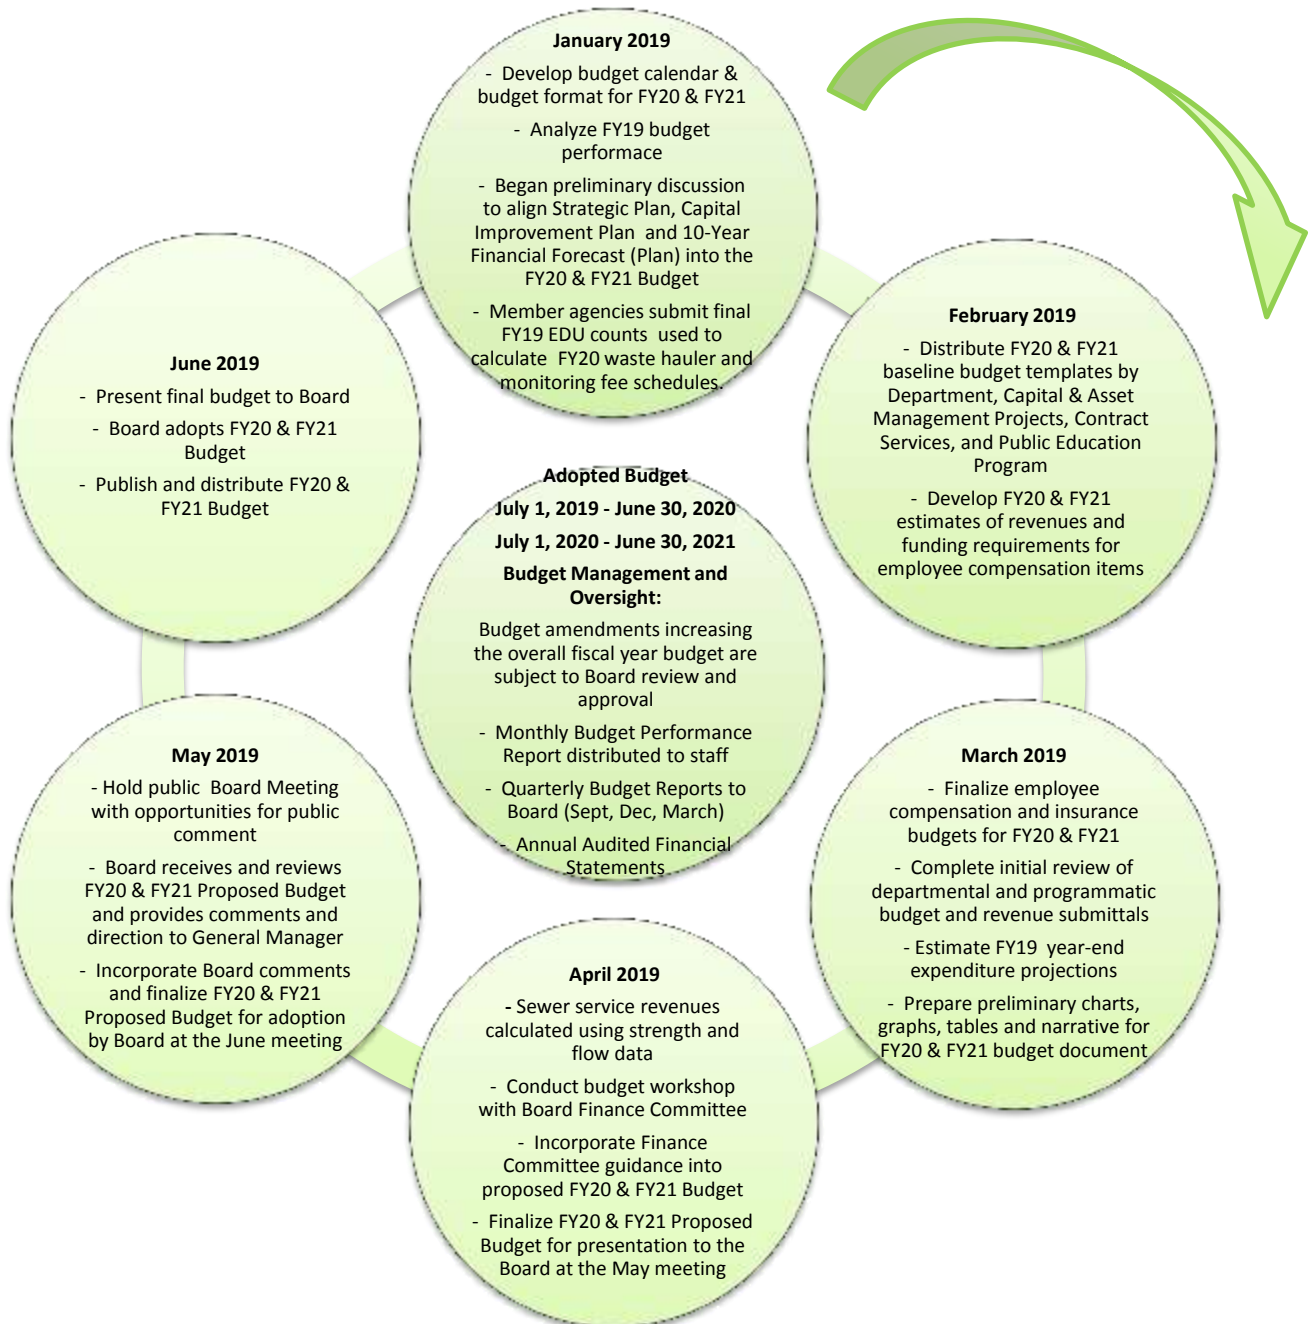 January 2019
- Develop budget calendar &
budget format for FY20 & FY21
- Analyze FY19 budget
performace
- Began preliminary discussion
to align Strategic Plan, Capital
Improvement Plan and 10-Year
Financial Forecast (Plan) into the
FY20 & FY21 Budget
- Member agencies submit final
FY19 EDU counts used to
calculate FY20 waste hauler and
monitoring fee schedules.
February 2019
- Distribute FY20 & FY21
baseline budget templates by
Department, Capital & Asset
Management Projects, Contract
Services, and Public Education
Program
- Develop FY20 & FY21
estimates of revenues and
funding requirements for
employee compensation items
March 2019
- Finalize employee
compensation and insurance
budgets for FY20 & FY21
- Complete initial review of
departmental and programmatic
budget and revenue submittals
- Estimate FY19 year-end
expenditure projections
- Prepare preliminary charts,
graphs, tables and narrative for
FY20 & FY21 budget document
April 2019
- Sewer service revenues
calculated using strength and
flow data
- Conduct budget workshop
with Board Finance Committee
- Incorporate Finance
Committee guidance into
proposed FY20 & FY21 Budget
- Finalize FY20 & FY21 Proposed
Budget for presentation to the
Board at the May meeting
May 2019
- Hold public Board Meeting
with opportunities for public
comment
- Board receives and reviews
FY20 & FY21 Proposed Budget
and provides comments and
direction to General Manager
- Incorporate Board comments
and finalize FY20 & FY21
Proposed Budget for adoption
by Board at the June meeting
June 2019
- Present final budget to Board
- Board adopts FY20 & FY21
Budget
- Publish and distribute FY20 &
FY21 Budget
Adopted Budget
July 1, 2019 - June 30, 2020
July 1, 2020 - June 30, 2021
Budget Management and
Oversight:
Budget amendments increasing
the overall fiscal year budget are
subject to Board review and
approval
- Monthly Budget Performance
Report distributed to staff
- Quarterly Budget Reports to
Board (Sept, Dec, March)
- Annual Audited Financial
Statements